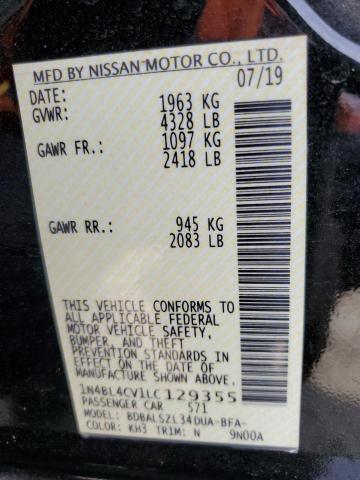 MFD BY NISSAN MOTOR CO., LTD.
07/19
DATE:
GVWR: 1963 KG
4328 LB
GAWR FR.: 1097 KG
2418 LB
GAWR RR.: 945 KG
2083 LB
THIS VEHICLE CONFORMS TO
ALL APPLICABLE FEDERAL
MOTOR VEHICLE SAFETY,
BUMPER, AND THEFT
PREVENTION STANDARDS
IN EFFECT ON THE DATE OF
MANUFACTURE SHOWN ABOVE.
1N4BL4CV1LC129355
PASSENGER CAR 571
MODEL: BDBALSZL34DUA-BFA-
COLOR: KH3 TRIM: N 9N00A